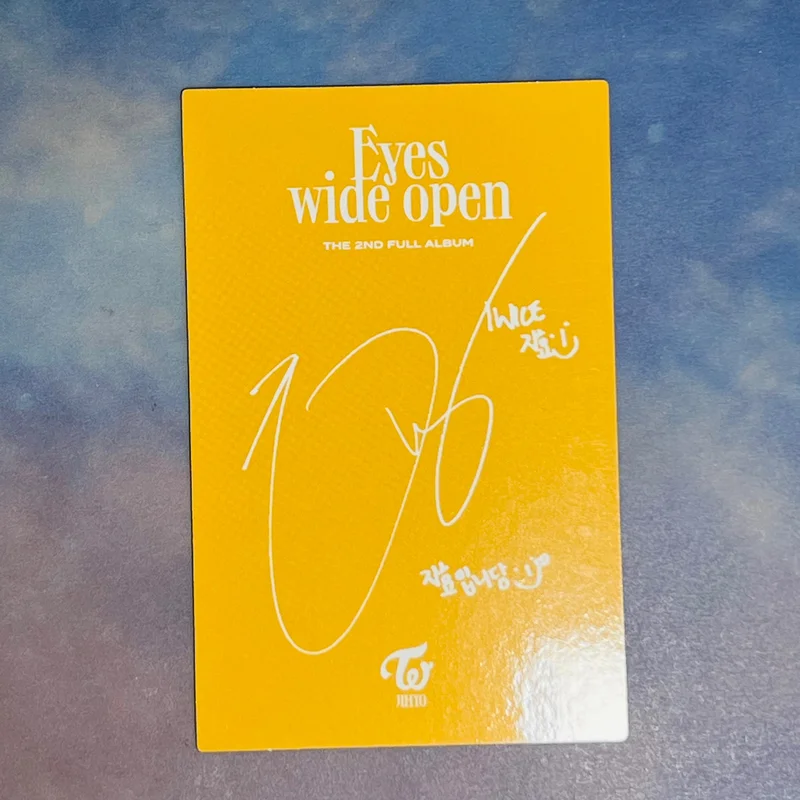 Eyes
wide open
THE 2ND FULL ALBUM
TWICE
지효:)
지효입니당:)♥
JIHYO